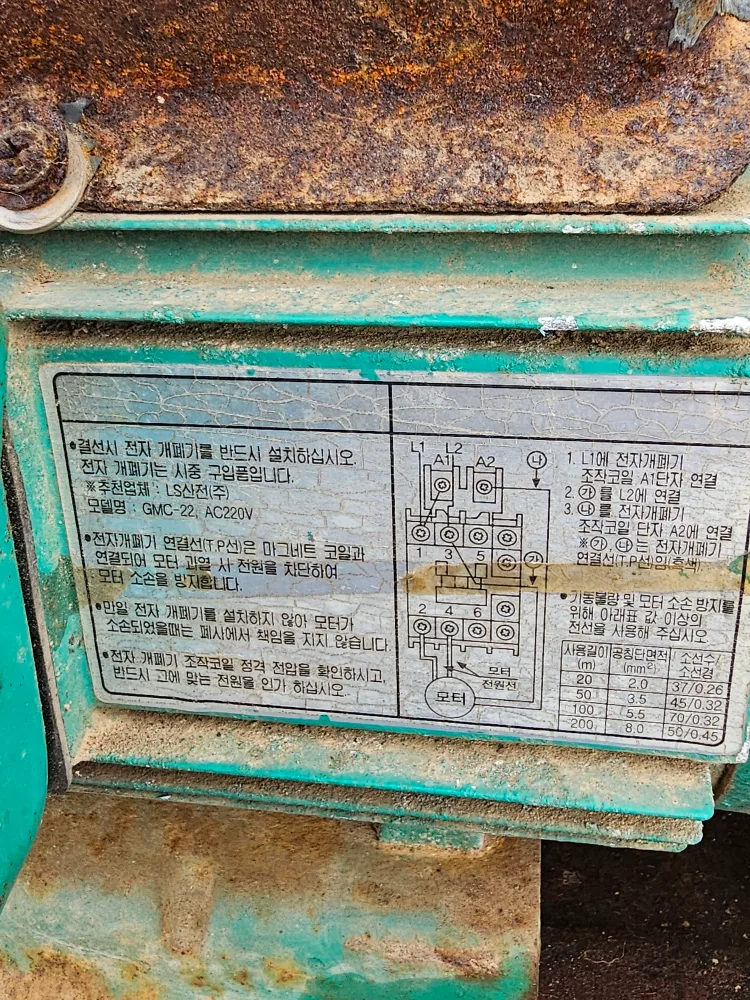 •결선시 전자 개폐기를 반드시 설치하십시오.
전자 개폐기는 시중 구입품입니다.
※추천업체 : LS산전(주)
모델명 : GMC-22, AC220V
•전자개폐기 연결선(T.P선)은 마그네트 코일과
연결되어 모터 과열 시 전원을 차단하여
모터 소손을 방지합니다.
•만일 전자 개폐기를 설치하지 않아 모터가
소손되었을때는 폐사에서 책임을 지지 않습니다.
•전자 개폐기 조작코일 정격 전압을 확인하시고,
반드시 그에 맞는 전원을 인가 하십시오.
L1 L2
A1 A2 나
1 3 5
가
2 4 6
모터
전원선
모터
1. L1에 전자개폐기
조작코일 A1단자 연결
2. 가 를 L2에 연결
3. 나 를 전자개폐기
조작코일 단자 A2에 연결
※가, 나 는 전자개폐기
연결선(T.P선)임(흑색)
•기동불량 및 모터 소손 방지를
위해 아래표 값 이상의
전선을 사용해 주십시오.
사용길이(m) 공칭단면적(mm²) 소선수/소선경
20 2.0 37/0.26
50 3.5 45/0.32
100 5.5 70/0.32
200 8.0 50/0.45